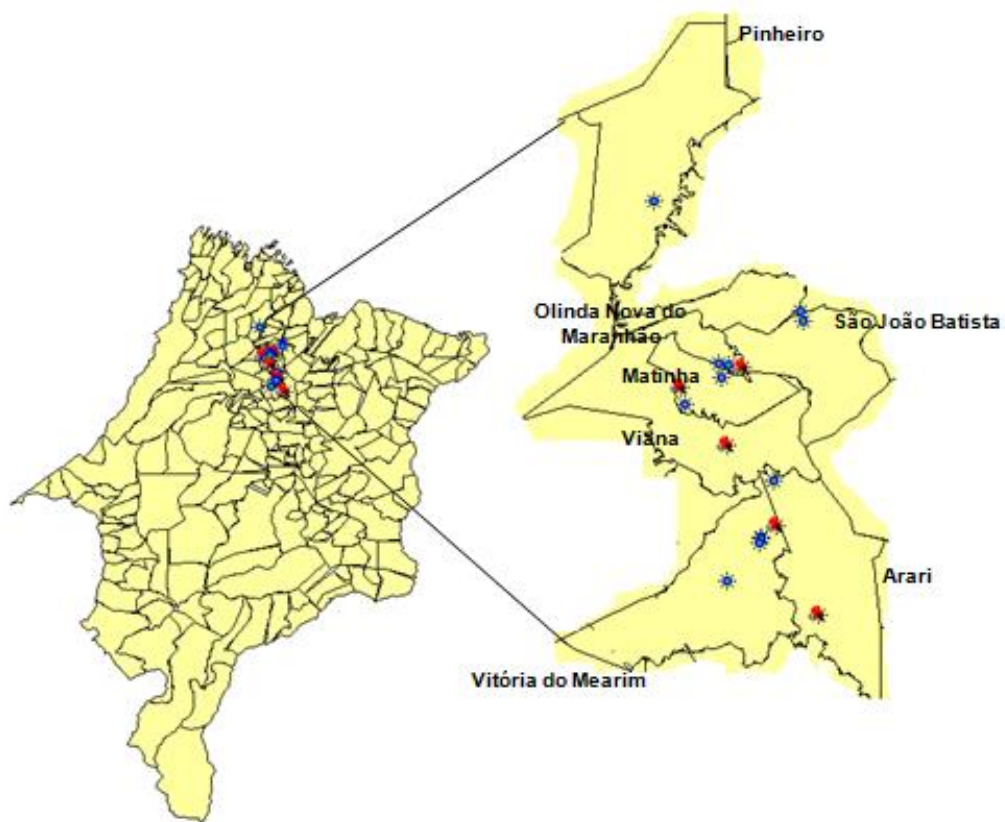 Pinheiro
Olinda Nova do
Maranhão
São João Batista
Matinha
Viana
Arari
Vitória do Mearim